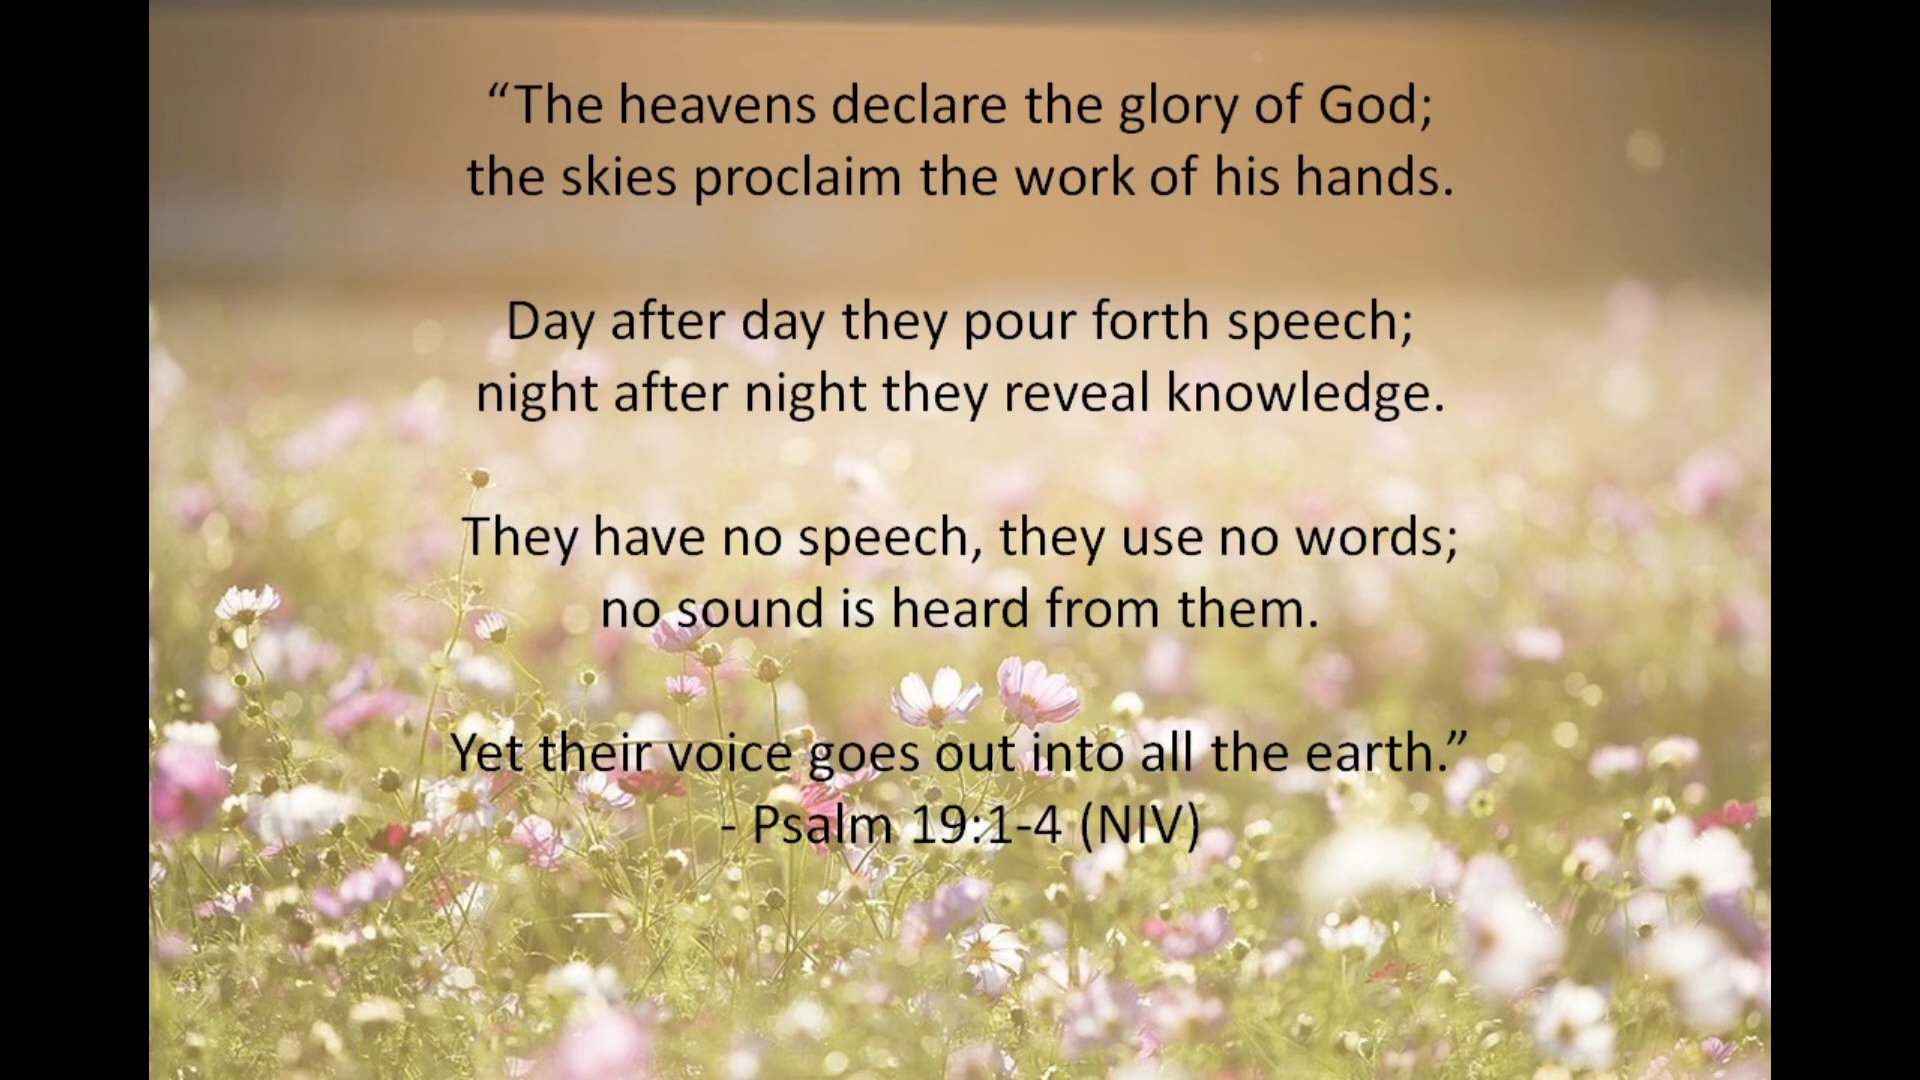 “The heavens declare the glory of God;
the skies proclaim the work of his hands.
Day after day they pour forth speech;
night after night they reveal knowledge.
They have no speech, they use no words;
no sound is heard from them.
Yet their voice goes out into all the earth.”
- Psalm 19:1-4 (NIV)